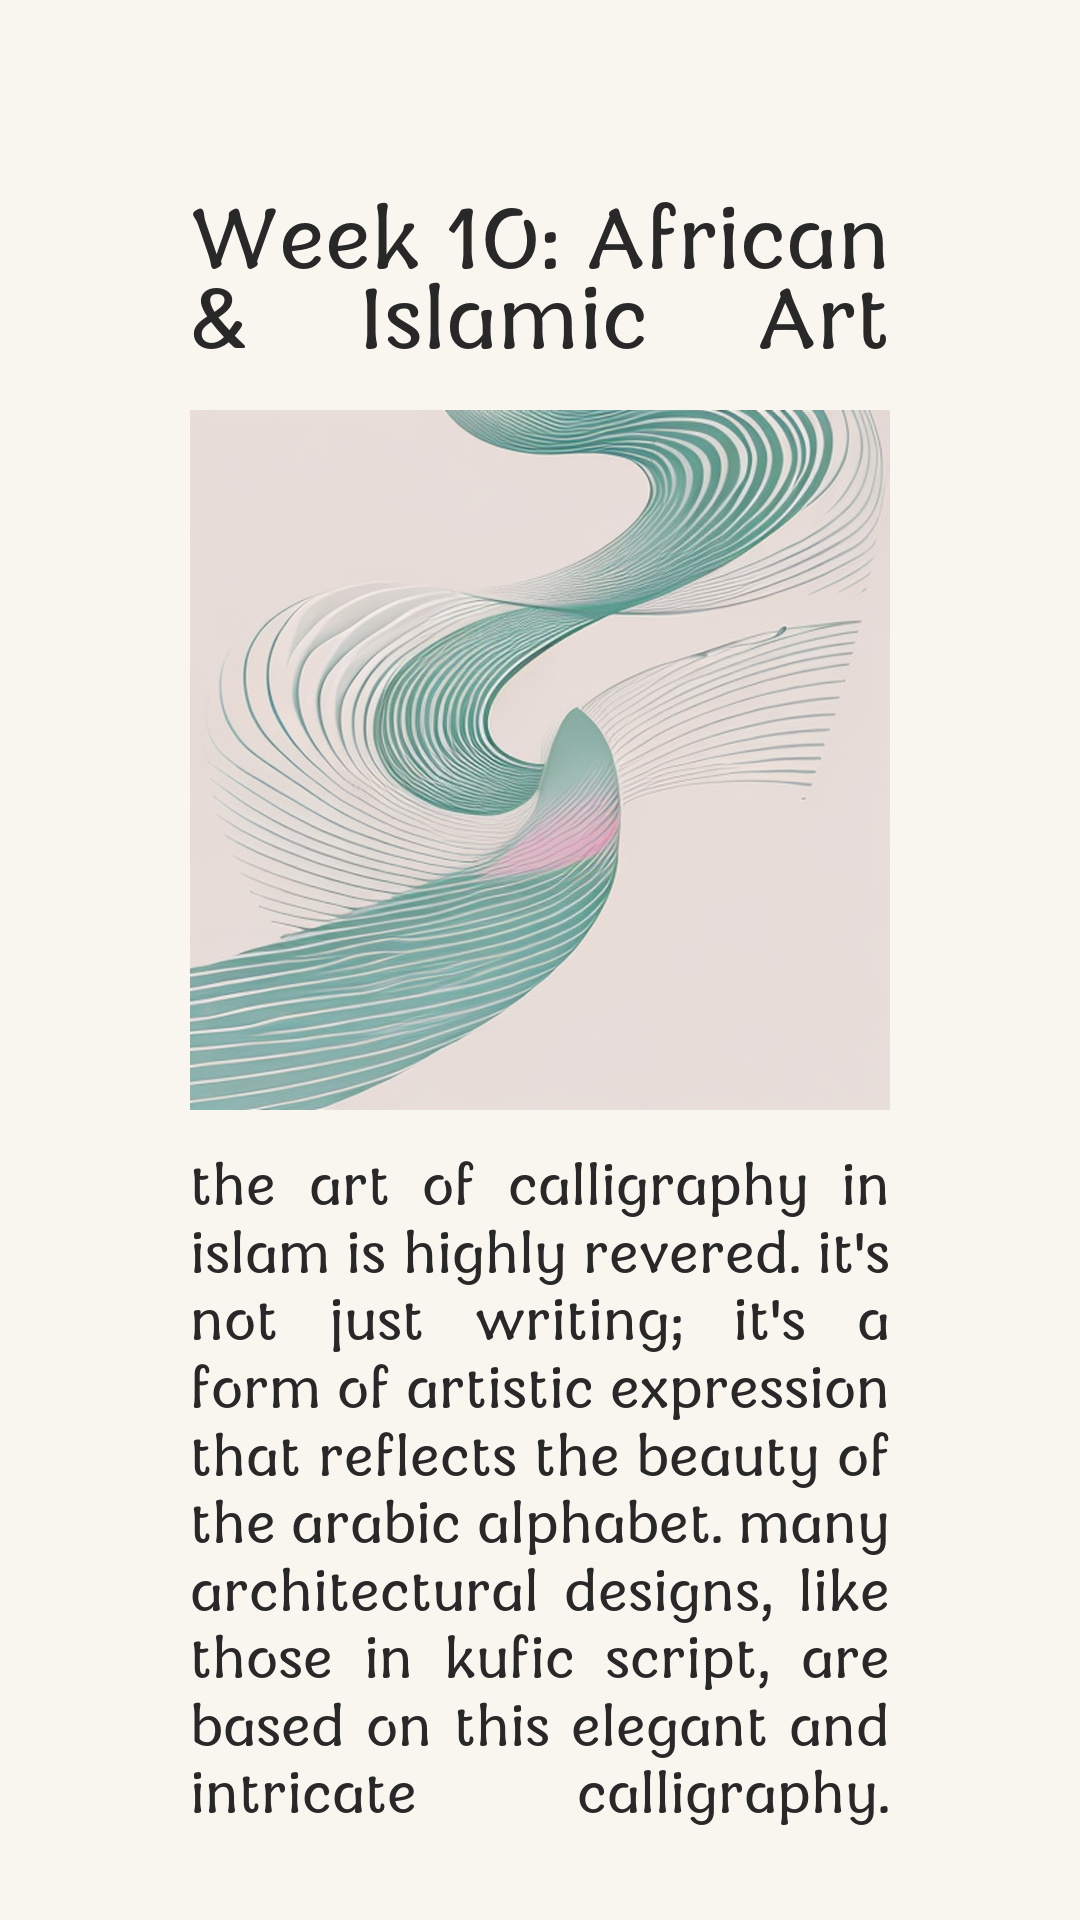 Week 10: African
& Islamic Art
the art of calligraphy in
islam is highly revered. it's
not just writing; it's a
form of artistic expression
that reflects the beauty of
the arabic alphabet. many
architectural designs, like
those in kufic script, are
based on this elegant and
intricate calligraphy.